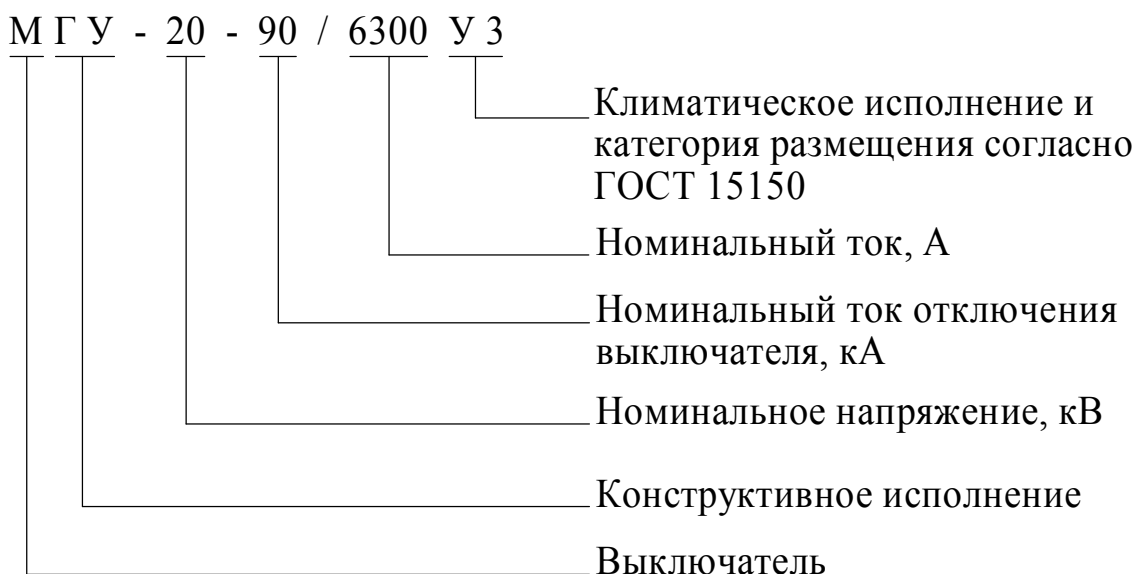 М Г У - 20 - 90 / 6300 У 3
Климатическое исполнение и
категория размещения согласно
ГОСТ 15150
Номинальный ток, А
Номинальный ток отключения
выключателя, кА
Номинальное напряжение, кВ
Конструктивное исполнение
Выключатель